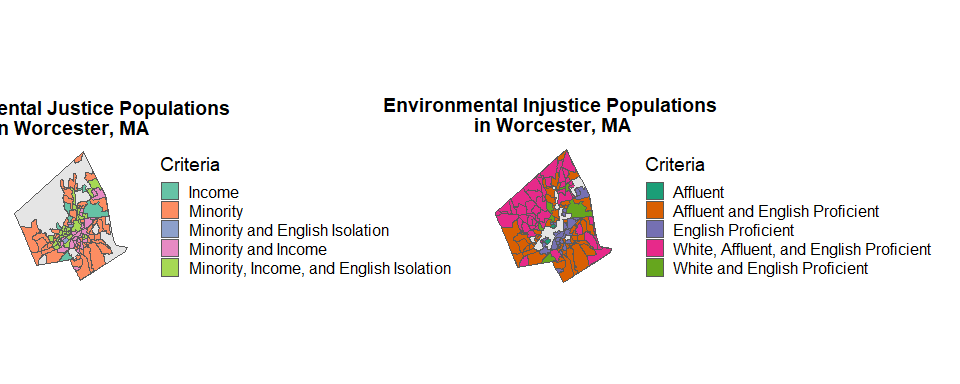 ental Justice Populations
n Worcester, MA
Criteria
Income
Minority
Minority and English Isolation
Minority and Income
Minority, Income, and English Isolation
Environmental Injustice Populations
in Worcester, MA
Criteria
Affluent
Affluent and English Proficient
English Proficient
White, Affluent, and English Proficient
White and English Proficient